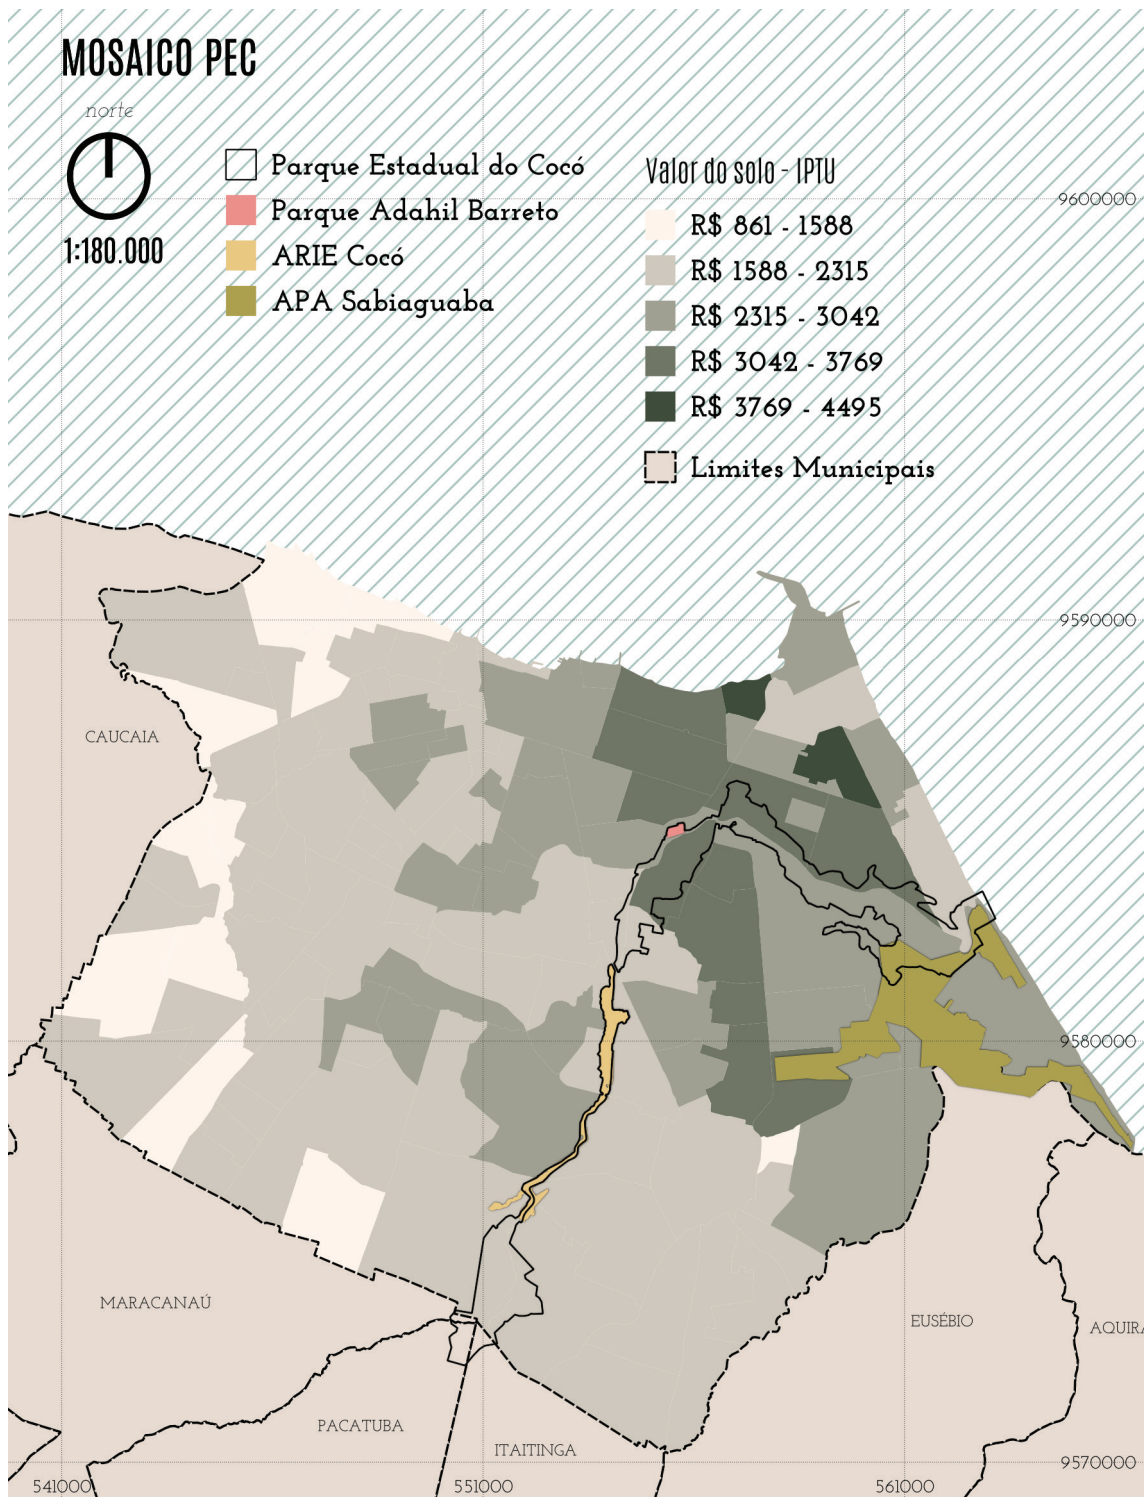 MOSAICO PEC
norte
1:180.000
Parque Estadual do Cocó
Parque Adahil Barreto
ARIE Cocó
APA Sabiaguaba
Valor do solo - IPTU
R$ 861 - 1588
R$ 1588 - 2315
R$ 2315 - 3042
R$ 3042 - 3769
R$ 3769 - 4495
Limites Municipais
9600000
9590000
CAUCAIA
9580000
MARACANAÚ
EUSÉBIO
AQUIRA
PACATUBA
ITAITINGA
9570000
541000
551000
561000